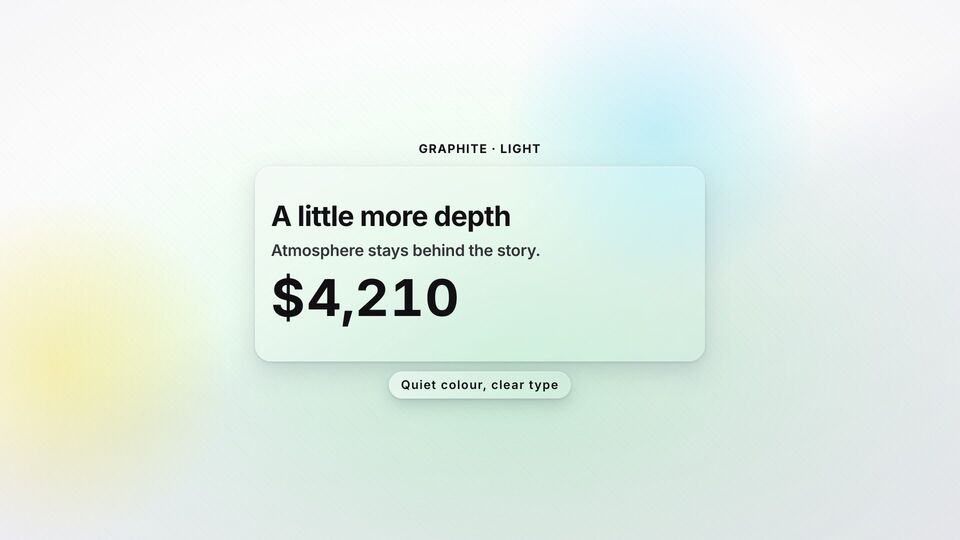 GRAPHITE · LIGHT
A little more depth
Atmosphere stays behind the story.
$4,210
Quiet colour, clear type